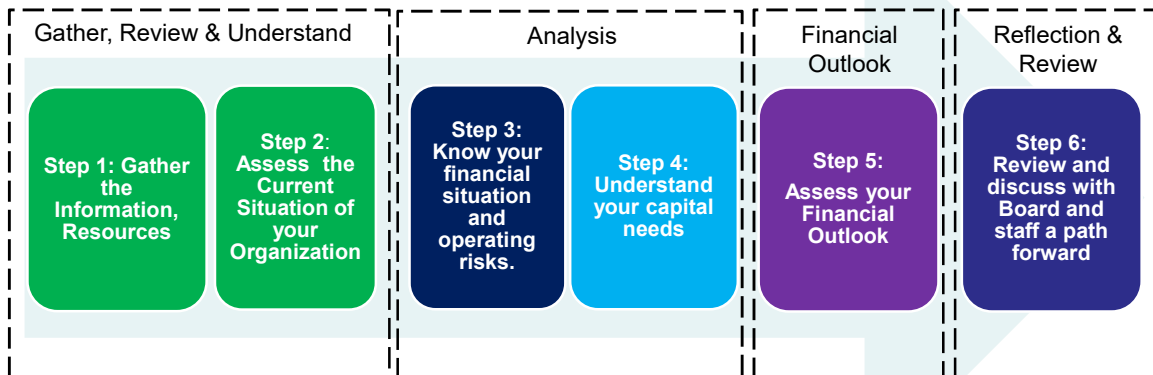 Gather, Review & Understand
Step 1: Gather
the
Information,
Resources
Step 2:
Assess the
Current
Situation of
your
Organization
Analysis
Step 3:
Know your
financial
situation
and
operating
risks.
Step 4:
Understand
your capital
needs
Financial
Outlook
Step 5:
Assess your
Financial
Outlook
Reflection &
Review
Step 6:
Review and
discuss with
Board and
staff a path
forward